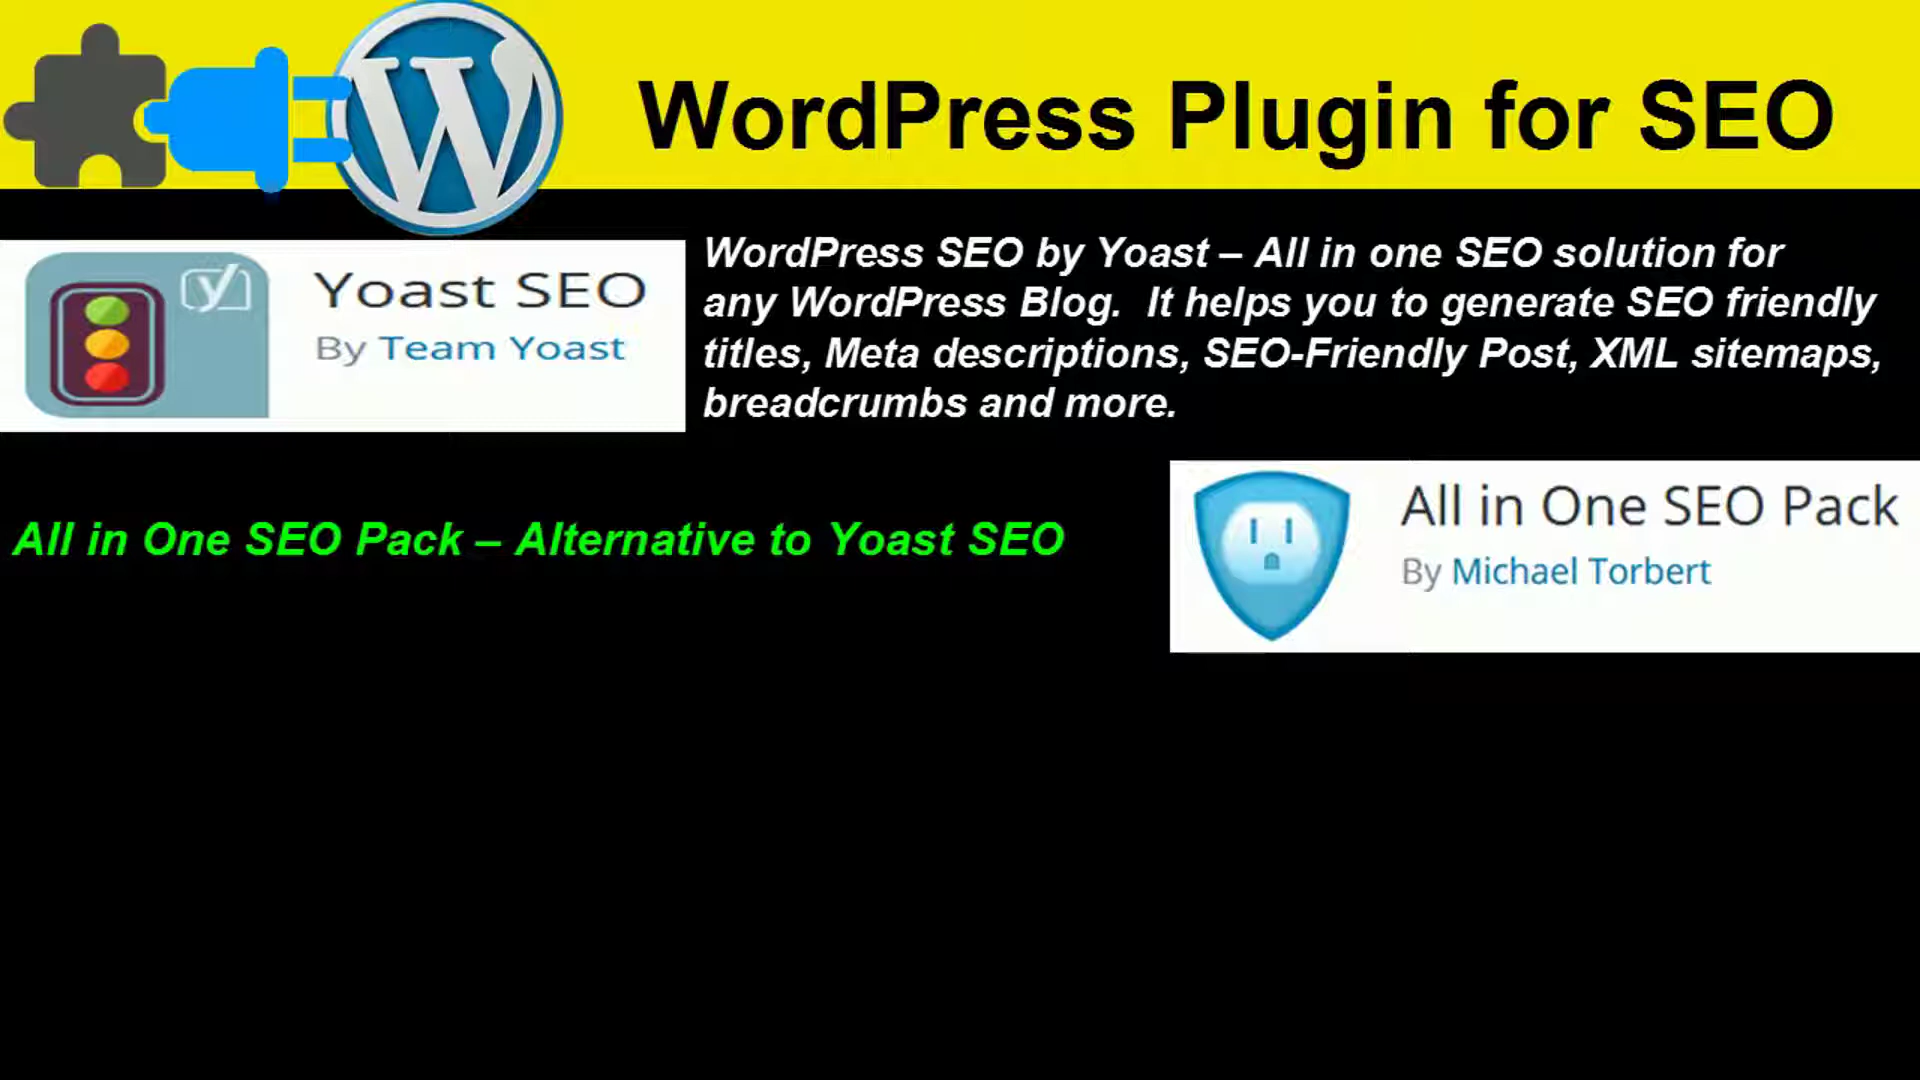 WordPress Plugin for SEO
Yoast SEO
By Team Yoast
WordPress SEO by Yoast – All in one SEO solution for
any WordPress Blog.  It helps you to generate SEO friendly
titles, Meta descriptions, SEO-Friendly Post, XML sitemaps,
breadcrumbs and more.
All in One SEO Pack – Alternative to Yoast SEO
All in One SEO Pack
By Michael Torbert